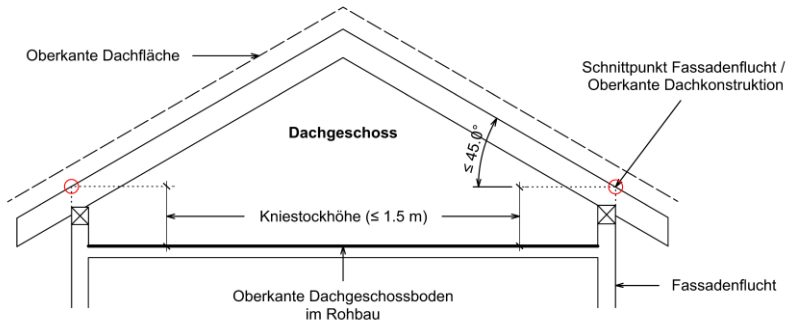 Oberkante Dachfläche
Schnittpunkt Fassadenflucht /
Oberkante Dachkonstruktion
Dachgeschoss
≤ 45.0°
Kniestockhöhe (≤ 1.5 m)
Oberkante Dachgeschossboden
im Rohbau
Fassadenflucht